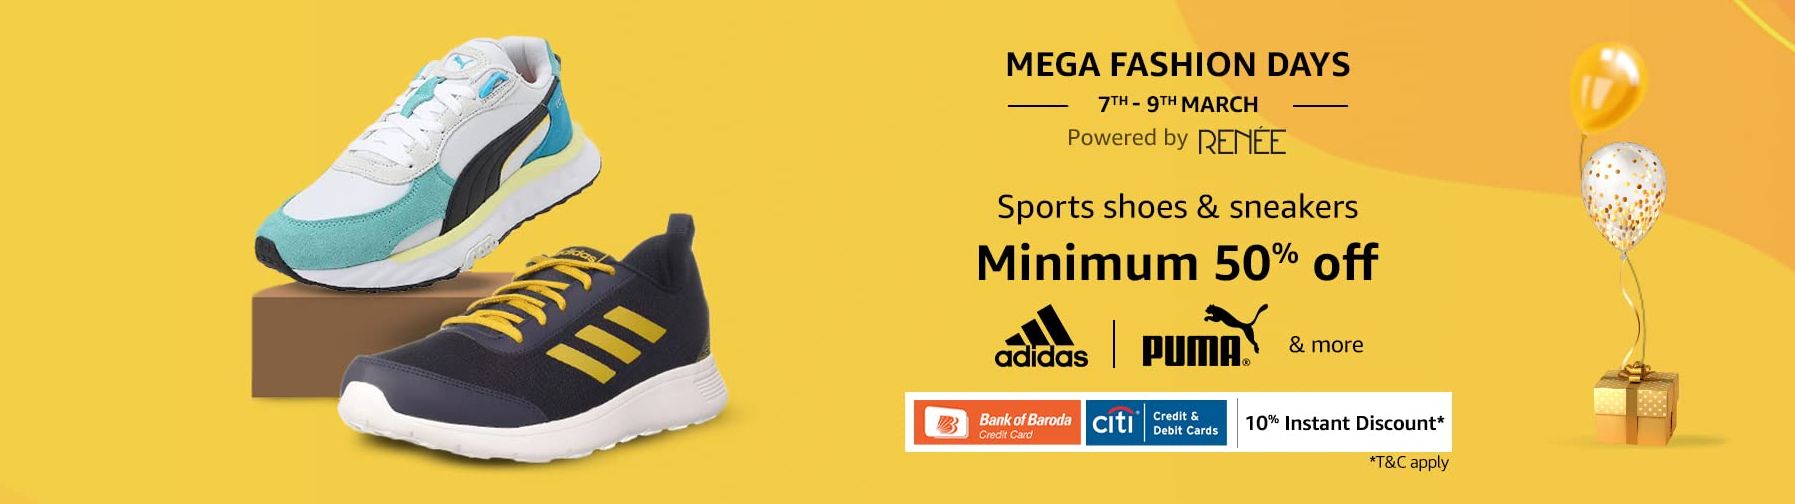 MEGA FASHION DAYS
7TH - 9TH MARCH
Powered by RENÉE
Sports shoes & sneakers
Minimum 50% off
adidas | PUMA® & more
Bank of Baroda
Credit Card
citi®
Credit &
Debit Cards
10% Instant Discount*
*T&C apply
adidas